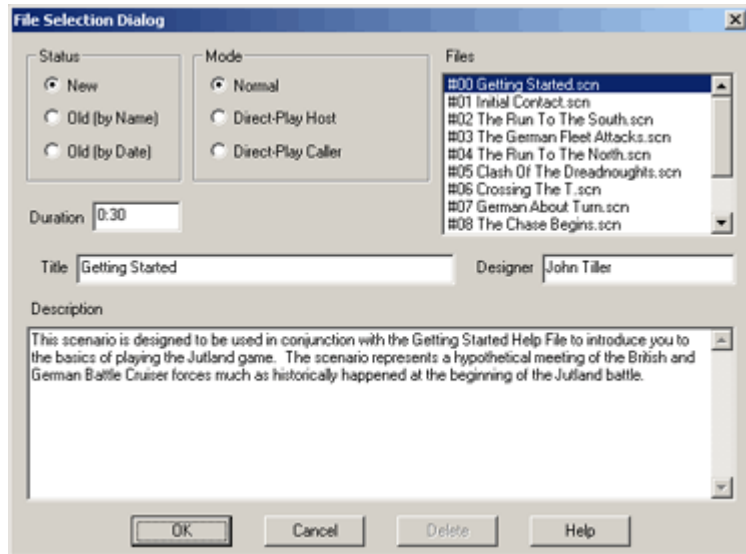 File Selection Dialog
Status
New
Old (by Name)
Old (by Date)
Mode
Normal
Direct-Play Host
Direct-Play Caller
Files
#00 Getting Started.scn
#01 Initial Contact.scn
#02 The Run To The South.scn
#03 The German Fleet Attacks.scn
#04 The Run To The North.scn
#05 Clash Of The Dreadnoughts.scn
#06 Crossing The T.scn
#07 German About Turn.scn
#08 The Chase Begins.scn
Duration 0:30
Title Getting Started
Designer John Tiller
Description
This scenario is designed to be used in conjunction with the Getting Started Help File to introduce you to
the basics of playing the Jutland game. The scenario represents a hypothetical meeting of the British and
German Battle Cruiser forces much as historically happened at the beginning of the Jutland battle.
OK Cancel Delete Help